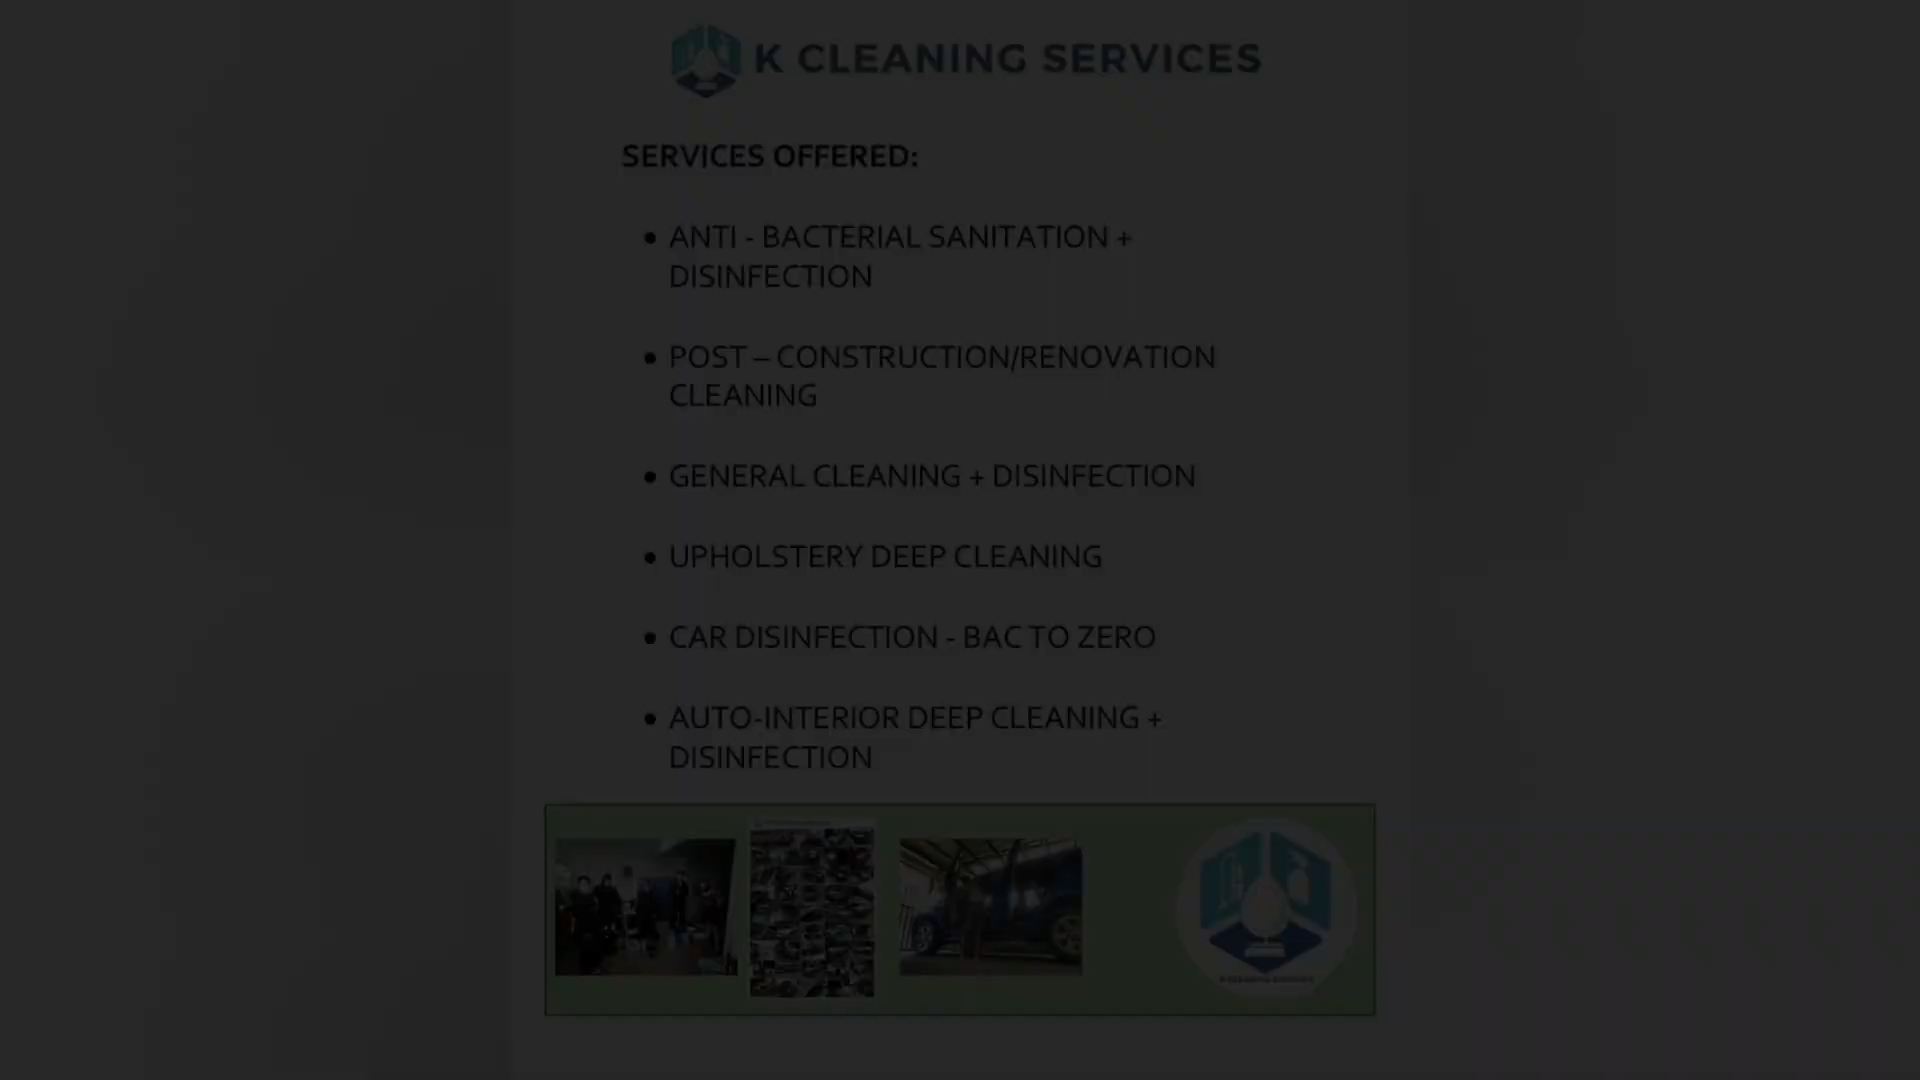 K CLEANING SERVICES
SERVICES OFFERED:
• ANTI - BACTERIAL SANITATION +
DISINFECTION
• POST – CONSTRUCTION/RENOVATION
CLEANING
• GENERAL CLEANING + DISINFECTION
• UPHOLSTERY DEEP CLEANING
• CAR DISINFECTION - BAC TO ZERO
• AUTO-INTERIOR DEEP CLEANING +
DISINFECTION